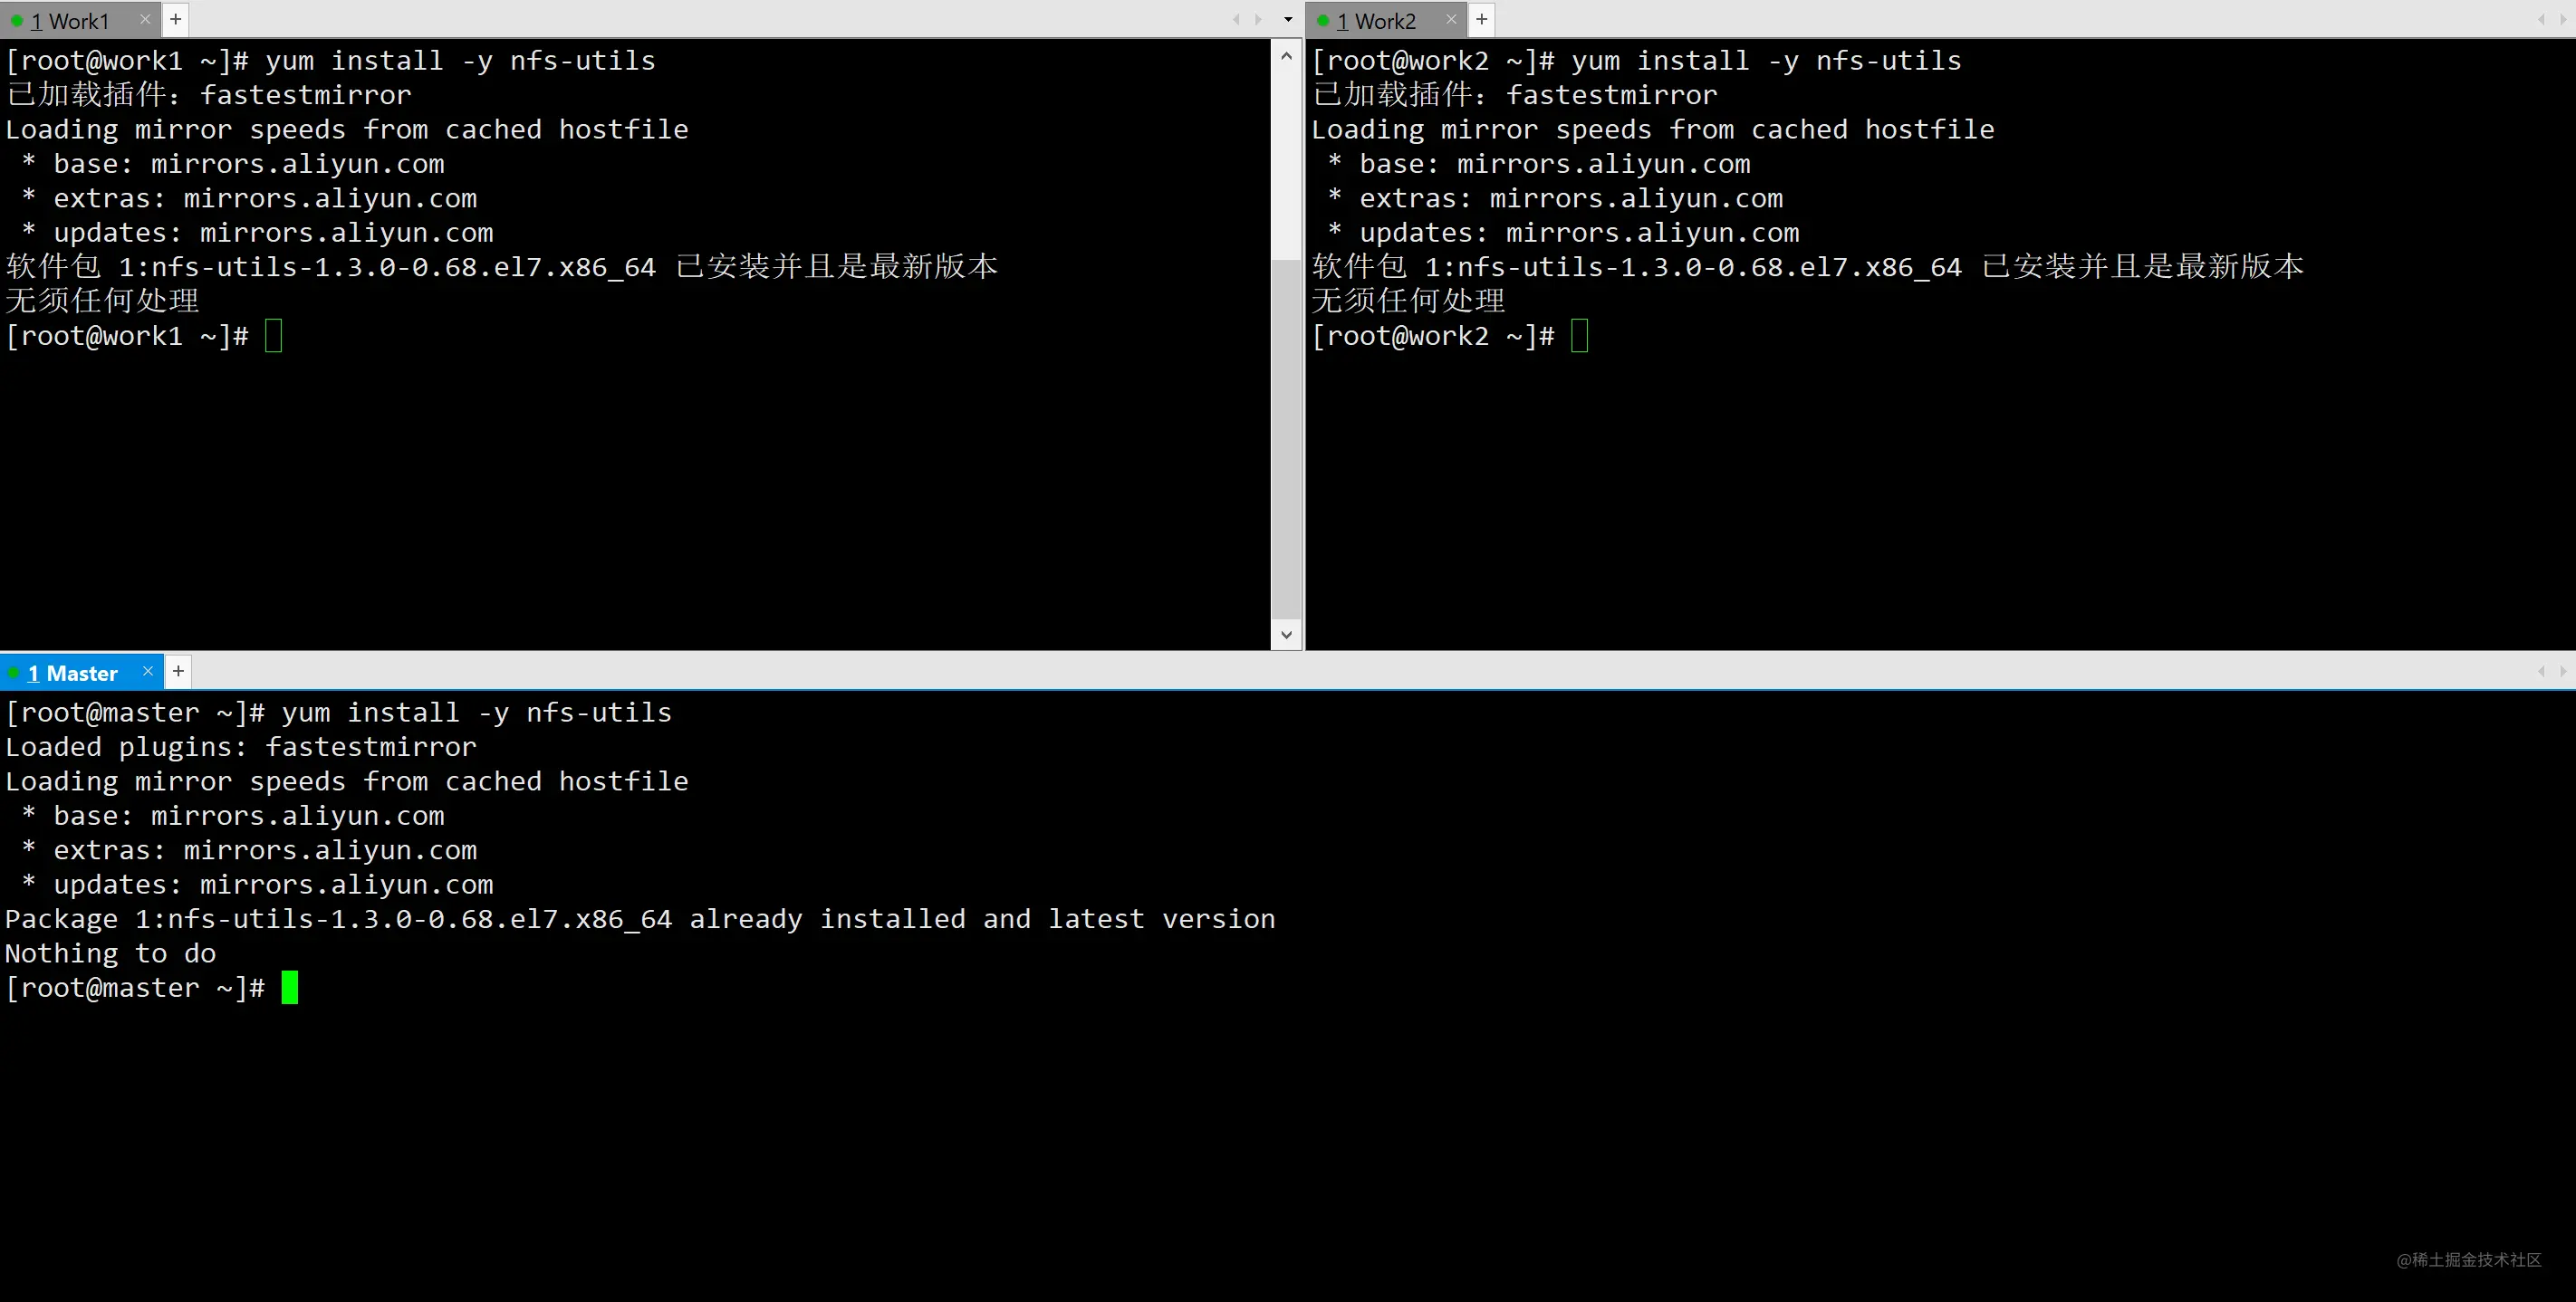 1 Work1
[root@work1 ~]# yum install -y nfs-utils
已加载插件：fastestmirror
Loading mirror speeds from cached hostfile
* base: mirrors.aliyun.com
* extras: mirrors.aliyun.com
* updates: mirrors.aliyun.com
软件包 1:nfs-utils-1.3.0-0.68.el7.x86_64 已安装并且是最新版本
无须任何处理
[root@work1 ~]#
1 Work2
[root@work2 ~]# yum install -y nfs-utils
已加载插件：fastestmirror
Loading mirror speeds from cached hostfile
* base: mirrors.aliyun.com
* extras: mirrors.aliyun.com
* updates: mirrors.aliyun.com
软件包 1:nfs-utils-1.3.0-0.68.el7.x86_64 已安装并且是最新版本
无须任何处理
[root@work2 ~]#
1 Master
[root@master ~]# yum install -y nfs-utils
Loaded plugins: fastestmirror
Loading mirror speeds from cached hostfile
* base: mirrors.aliyun.com
* extras: mirrors.aliyun.com
* updates: mirrors.aliyun.com
Package 1:nfs-utils-1.3.0-0.68.el7.x86_64 already installed and latest version
Nothing to do
[root@master ~]#
@稀土掘金技术社区